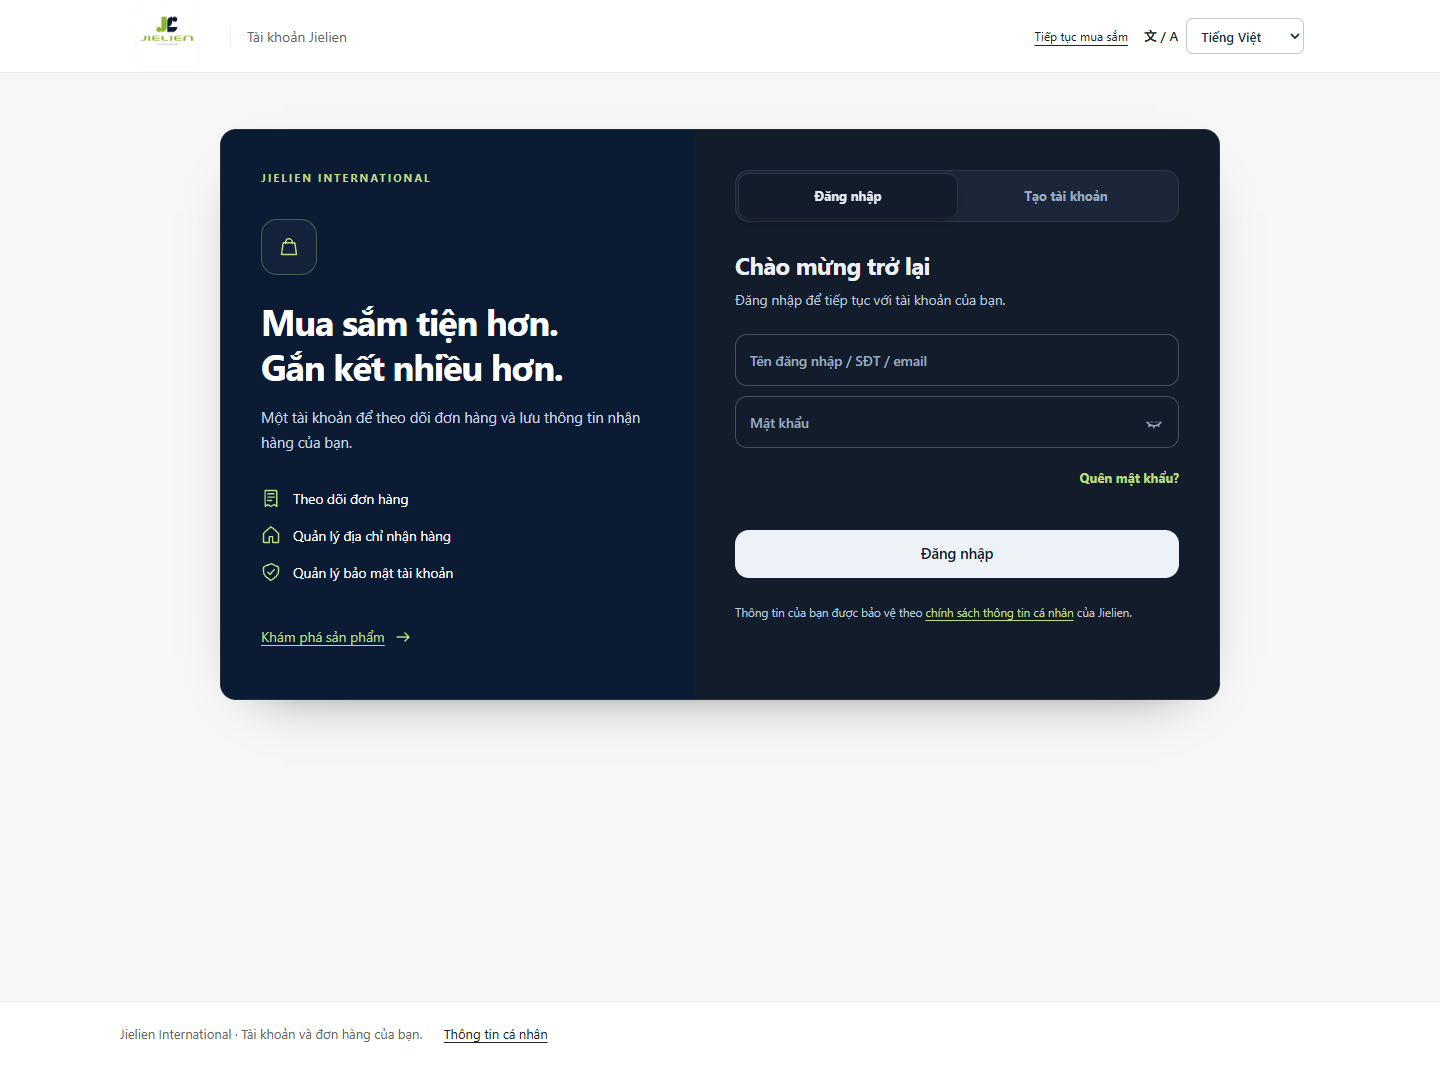 JIELIEN
Tài khoản Jielien
Tiếp tục mua sắm
文 / A
Tiếng Việt
JIELIEN INTERNATIONAL
Mua sắm tiện hơn.
Gắn kết nhiều hơn.
Một tài khoản để theo dõi đơn hàng và lưu thông tin nhận
hàng của bạn.
Theo dõi đơn hàng
Quản lý địa chỉ nhận hàng
Quản lý bảo mật tài khoản
Khám phá sản phẩm
Đăng nhập
Tạo tài khoản
Chào mừng trở lại
Đăng nhập để tiếp tục với tài khoản của bạn.
Tên đăng nhập / SĐT / email
Mật khẩu
Quên mật khẩu?
Đăng nhập
Thông tin của bạn được bảo vệ theo chính sách thông tin cá nhân của Jielien.
Jielien International · Tài khoản và đơn hàng của bạn.
Thông tin cá nhân